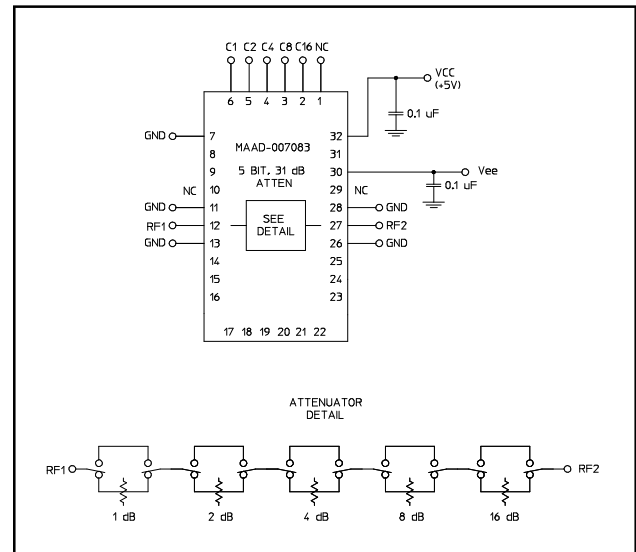 C1 C2 C4 C8 C16 NC
6 5 4 3 2 1
VCC
(+5V)
0.1 uF
GND 7
32
MAAD-007083
8
31
9
5 BIT, 31 dB
30
Vee
ATTEN
NC 10
29 NC
0.1 uF
GND 11
28 GND
SEE
RF1 12
27 RF2
DETAIL
GND 13
26 GND
14
25
15
24
16
23
17 18 19 20 21 22
ATTENUATOR
DETAIL
RF1
RF2
1 dB 2 dB 4 dB 8 dB 16 dB